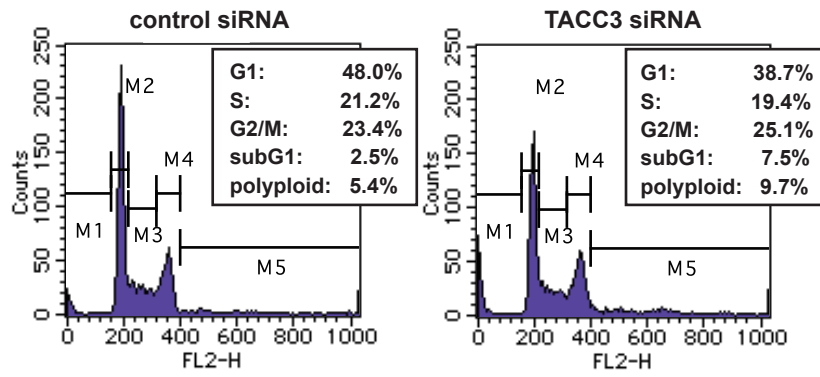 control siRNA
250
200
150
100
50
0
Counts
M1
M2
M3
M4
M5
G1: 48.0%
S: 21.2%
G2/M: 23.4%
subG1: 2.5%
polyploid: 5.4%
0 200 400 600 800 1000
FL2-H
TACC3 siRNA
250
200
150
100
50
0
Counts
M1
M2
M3
M4
M5
G1: 38.7%
S: 19.4%
G2/M: 25.1%
subG1: 7.5%
polyploid: 9.7%
0 200 400 600 800 1000
FL2-H